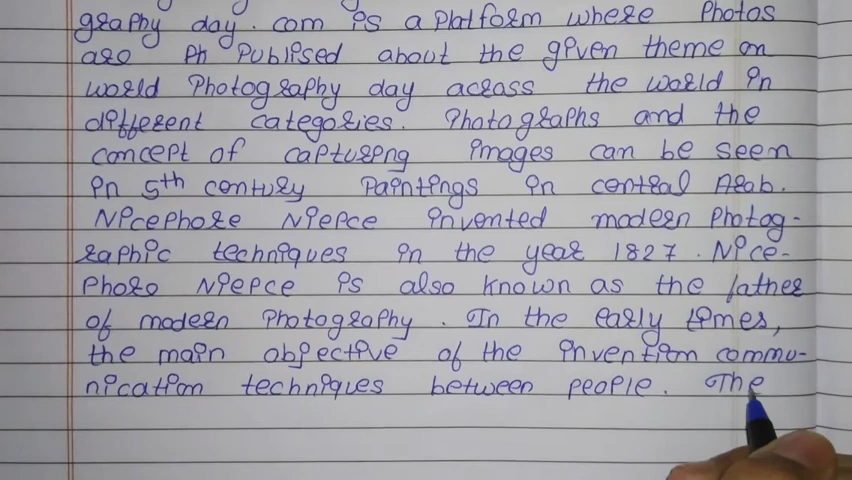 graphy day. com is a platform where Photos
are Ph Publised about the given theme on
world Photography day across the world in
different categories. Photographs and the
concept of captureng images can be seen
in 5th contury Paintings in central Arab.
Nicephore Niepce invented modern Photog-
raphic techniques in the year 1827. Nice-
Phore Niepce is also known as the father
of modern Photography. In the early times,
the main objective of the invention commu-
nication techniques between people. The